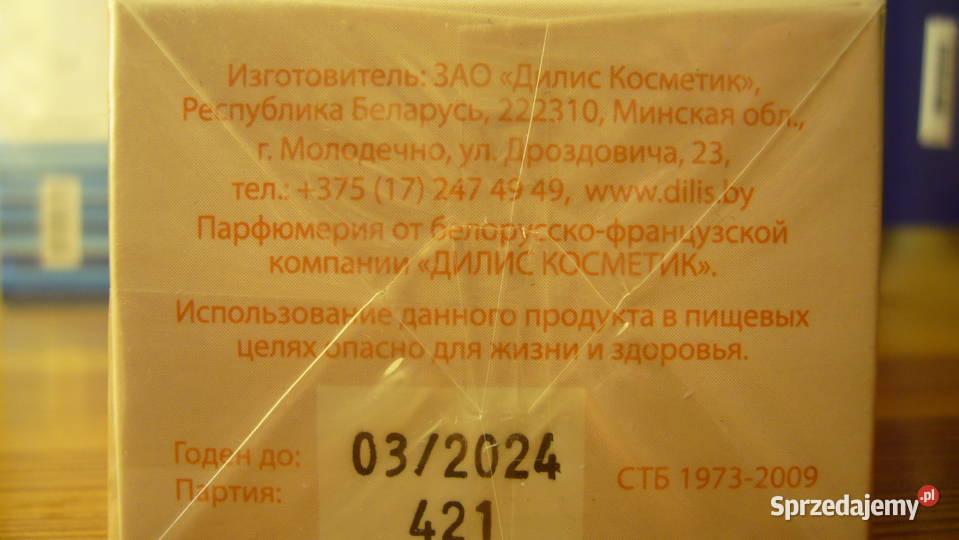 Изготовитель: ЗАО «Дилис Косметик»,
Республика Беларусь, 222310, Минская обл.,
г. Молодечно, ул. Дроздовича, 23,
тел.: +375 (17) 247 49 49, www.dilis.by
Парфюмерия от белорусско-французской
компании «ДИЛИС КОСМЕТИК».
Использование данного продукта в пищевых
целях опасно для жизни и здоровья.
Годен до: 03/2024
Партия: 421
СТБ 1973-2009
Sprzedajemy.pl